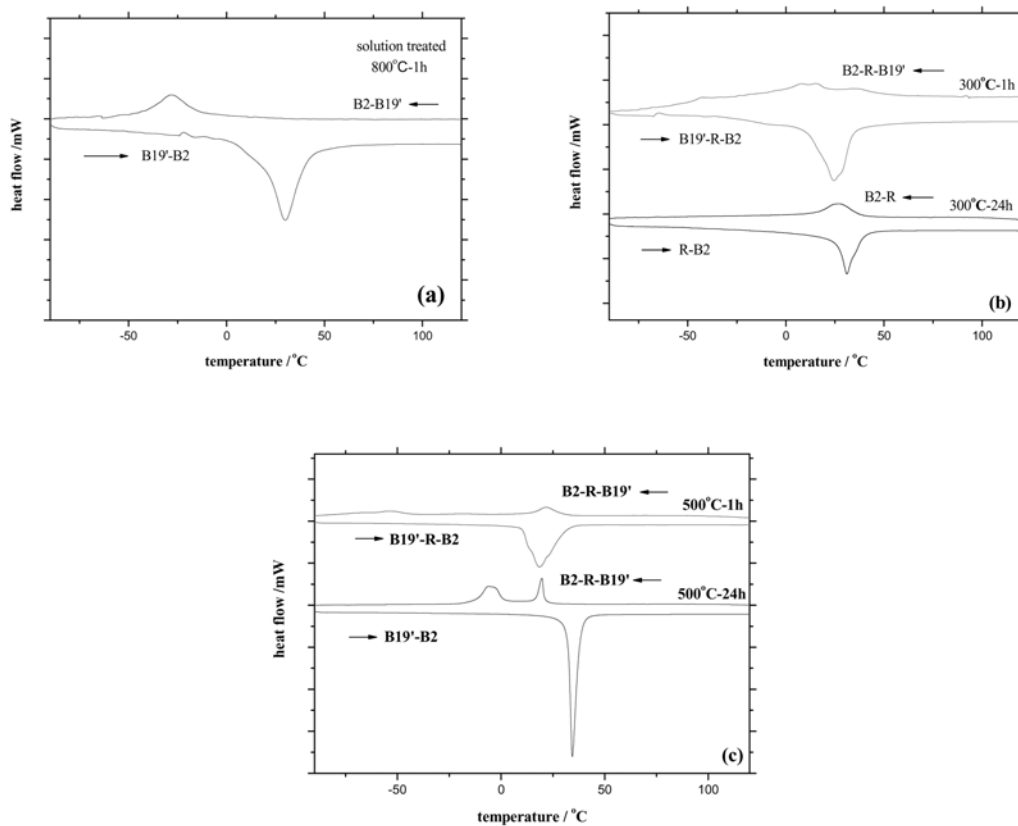 solution treated
800°C-1h
B2-B19'
B19'-B2
(a)
heat flow /mW
-50
0
50
100
temperature / °C
B2-R-B19'
300°C-1h
B19'-R-B2
B2-R
300°C-24h
R-B2
(b)
heat flow /mW
-50
0
50
100
temperature / °C
B2-R-B19'
500°C-1h
B19'-R-B2
B2-R-B19'
500°C-24h
B19'-B2
(c)
heat flow /mW
-50
0
50
100
temperature / °C